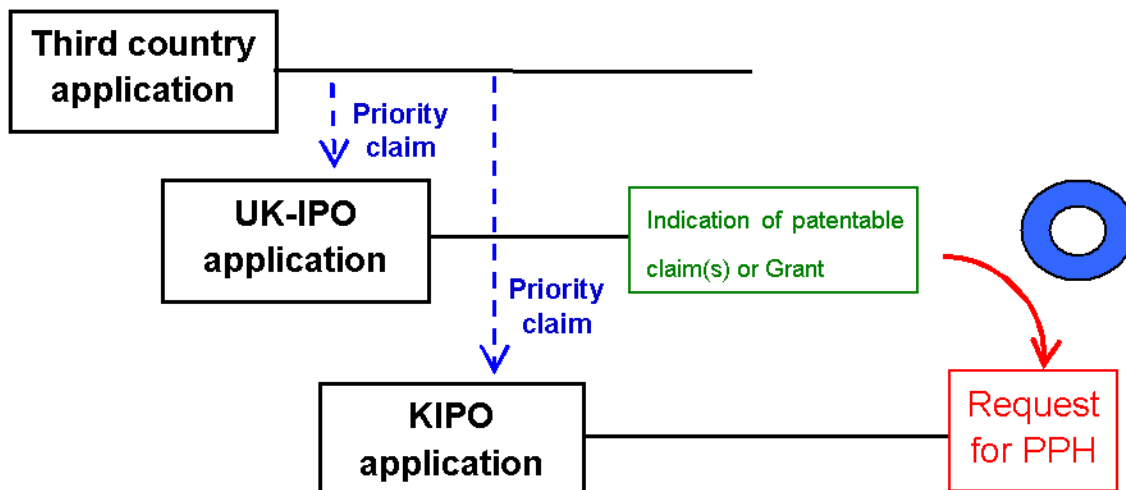 Third country
application
Priority
claim
UK-IPO
application
Indication of patentable
claim(s) or Grant
Priority
claim
KIPO
application
Request
for PPH